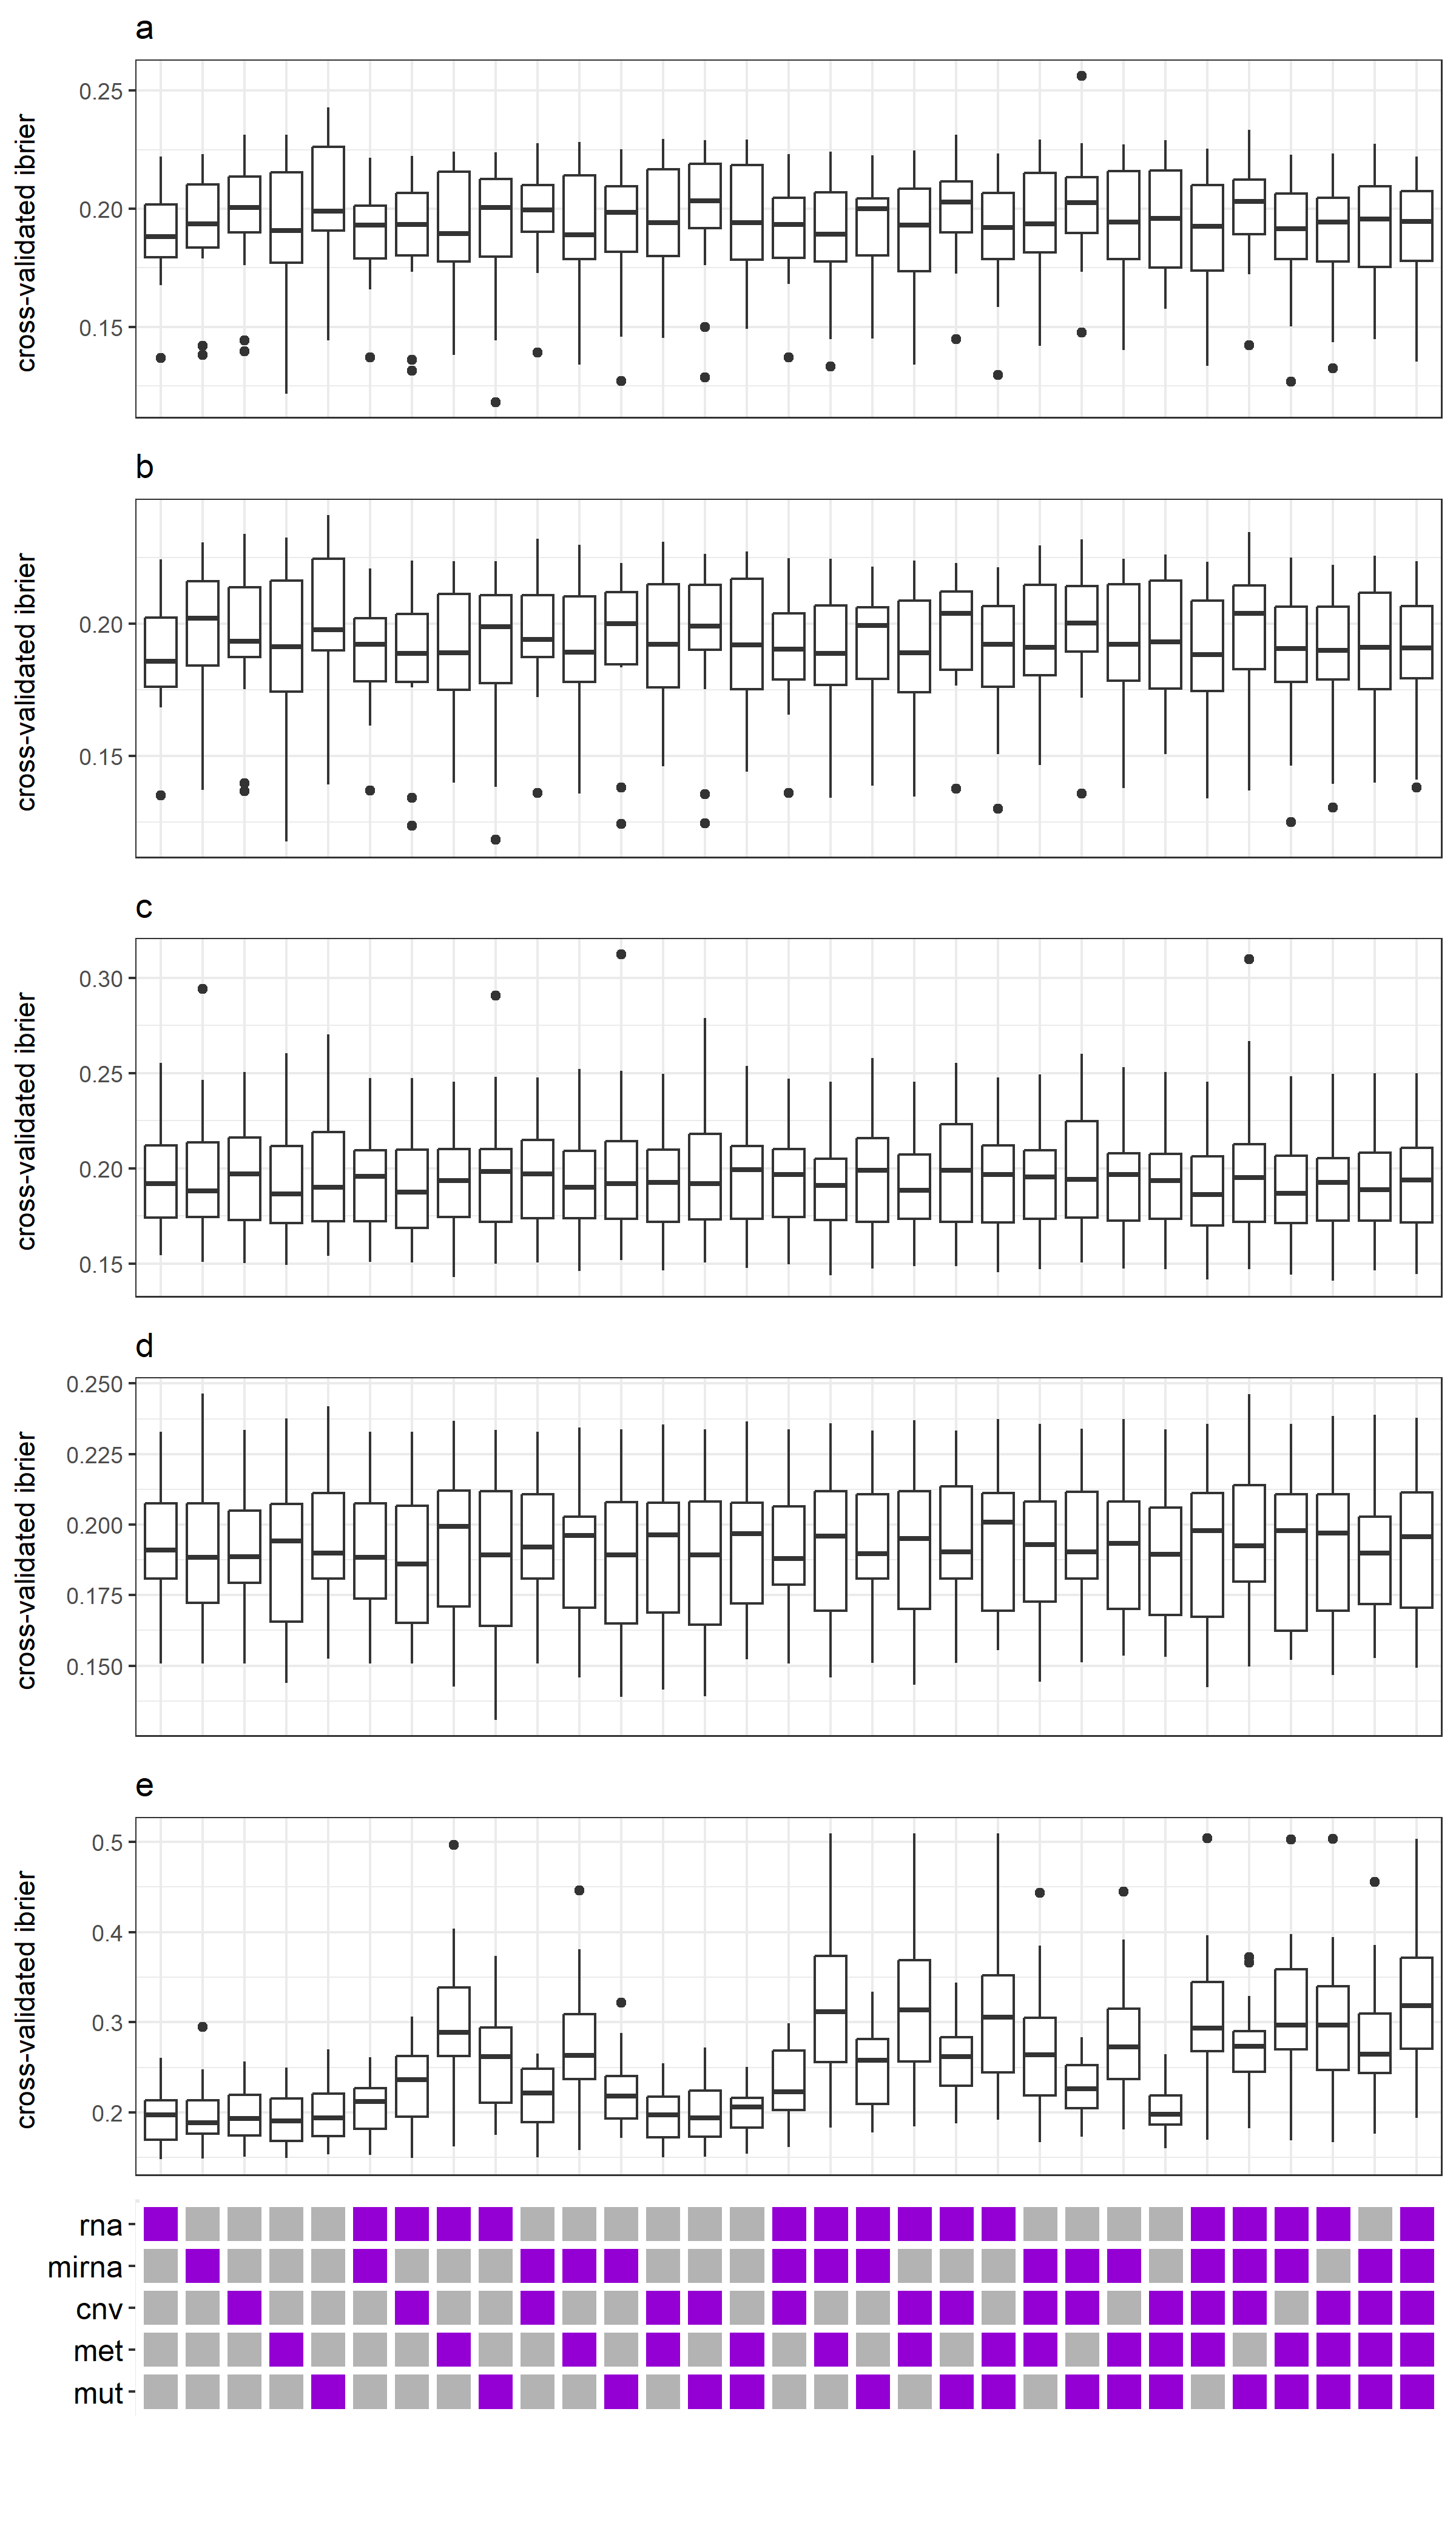 a
cross-validated ibrier
0.25
0.20
0.15
b
cross-validated ibrier
0.20
0.15
c
cross-validated ibrier
0.30
0.25
0.20
0.15
d
cross-validated ibrier
0.250
0.225
0.200
0.175
0.150
e
cross-validated ibrier
0.5
0.4
0.3
0.2
rna
mirna
cnv
met
mut